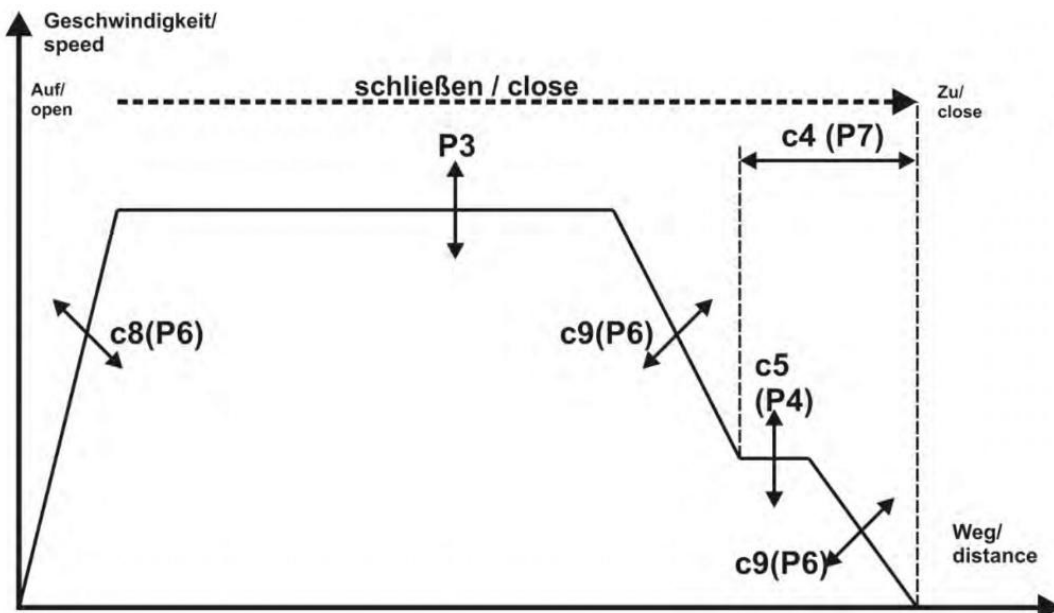 Geschwindigkeit/
speed
Auf/
open
schließen / close
Zu/
close
c4 (P7)
P3
c8(P6)
c9(P6)
c5
(P4)
c9(P6)
Weg/
distance